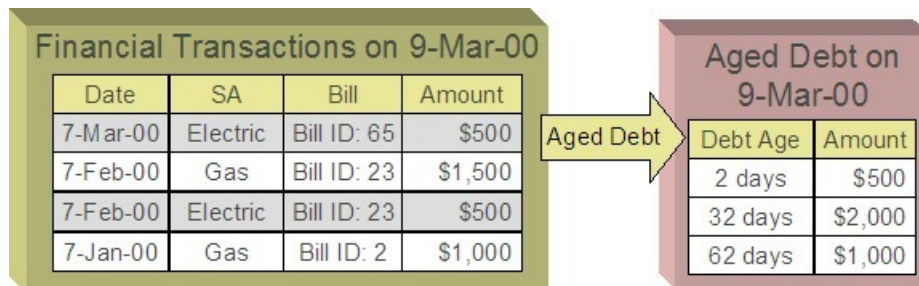 Financial Transactions on 9-Mar-00
Date SA Bill Amount
7-Mar-00 Electric Bill ID: 65 $500
7-Feb-00 Gas Bill ID: 23 $1,500
7-Feb-00 Electric Bill ID: 23 $500
7-Jan-00 Gas Bill ID: 2 $1,000
Aged Debt
Aged Debt on
9-Mar-00
Debt Age Amount
2 days $500
32 days $2,000
62 days $1,000